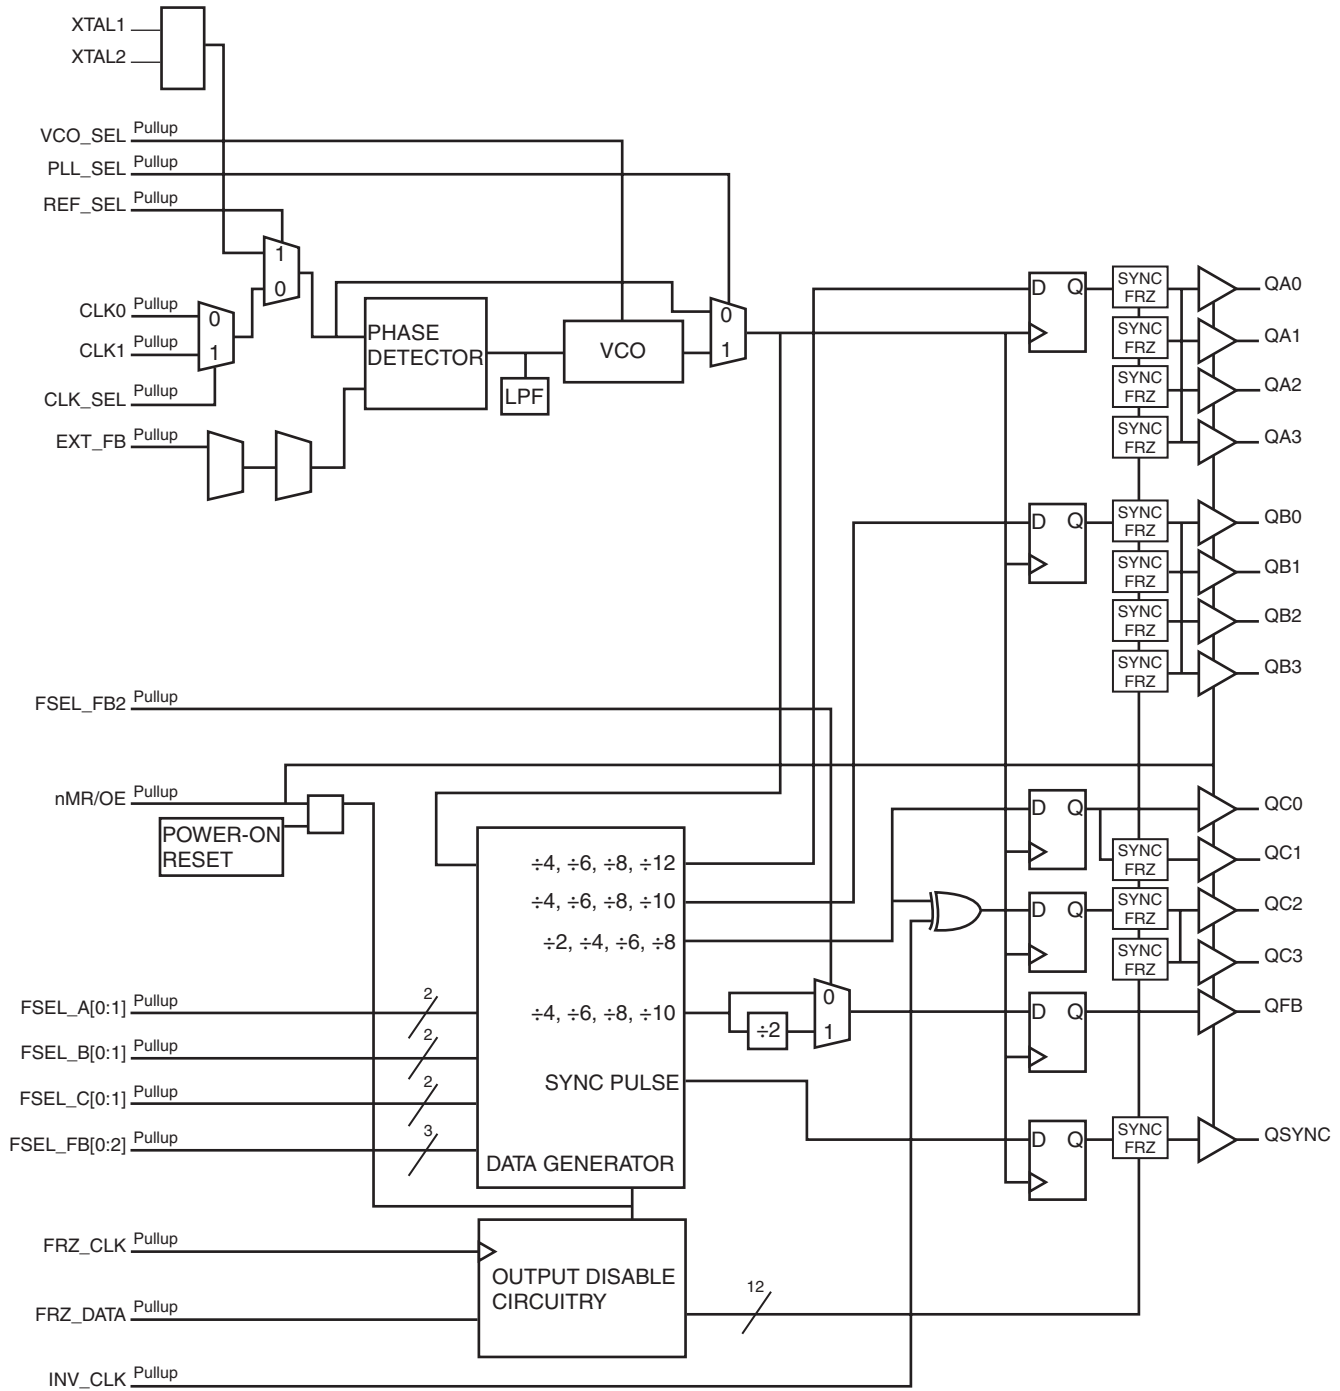 XTAL1
XTAL2
VCO_SEL Pullup
PLL_SEL Pullup
REF_SEL Pullup
1
0
CLK0 Pullup
0
CLK1 Pullup
1
CLK_SEL Pullup
EXT_FB Pullup
PHASE
DETECTOR
LPF
VCO
0
1
D Q
SYNC
FRZ
QA0
SYNC
FRZ
QA1
SYNC
FRZ
QA2
SYNC
FRZ
QA3
D Q
SYNC
FRZ
QB0
SYNC
FRZ
QB1
SYNC
FRZ
QB2
SYNC
FRZ
QB3
FSEL_FB2 Pullup
nMR/OE Pullup
POWER-ON
RESET
÷4, ÷6, ÷8, ÷12
÷4, ÷6, ÷8, ÷10
÷2, ÷4, ÷6, ÷8
÷4, ÷6, ÷8, ÷10
SYNC PULSE
DATA GENERATOR
÷2
0
1
D Q
QC0
SYNC
FRZ
QC1
D Q
SYNC
FRZ
QC2
SYNC
FRZ
QC3
D Q
QFB
D Q
SYNC
FRZ
QSYNC
FSEL_A[0:1] Pullup
2
FSEL_B[0:1] Pullup
2
FSEL_C[0:1] Pullup
2
FSEL_FB[0:2] Pullup
3
FRZ_CLK Pullup
FRZ_DATA Pullup
OUTPUT DISABLE
CIRCUITRY
12
INV_CLK Pullup